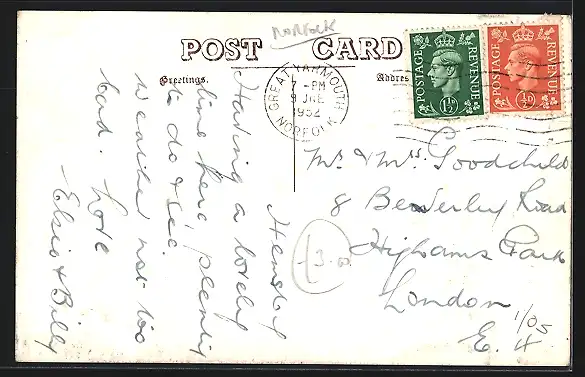 Norfolk
POST CARD
Greetings.
Address
GREAT YARMOUTH
7 - PM
9 JNE
1952
NORFOLK
POSTAGE REVENUE
1½D
POSTAGE REVENUE
½D
Hemsby
Having a lovely
time here plenty
to do & see.
weather not too
bad. Love
Elsie & Billy
Mr & Mrs Goodchild
8 Beverley Road
Highams Park
London
E. 4
1/05